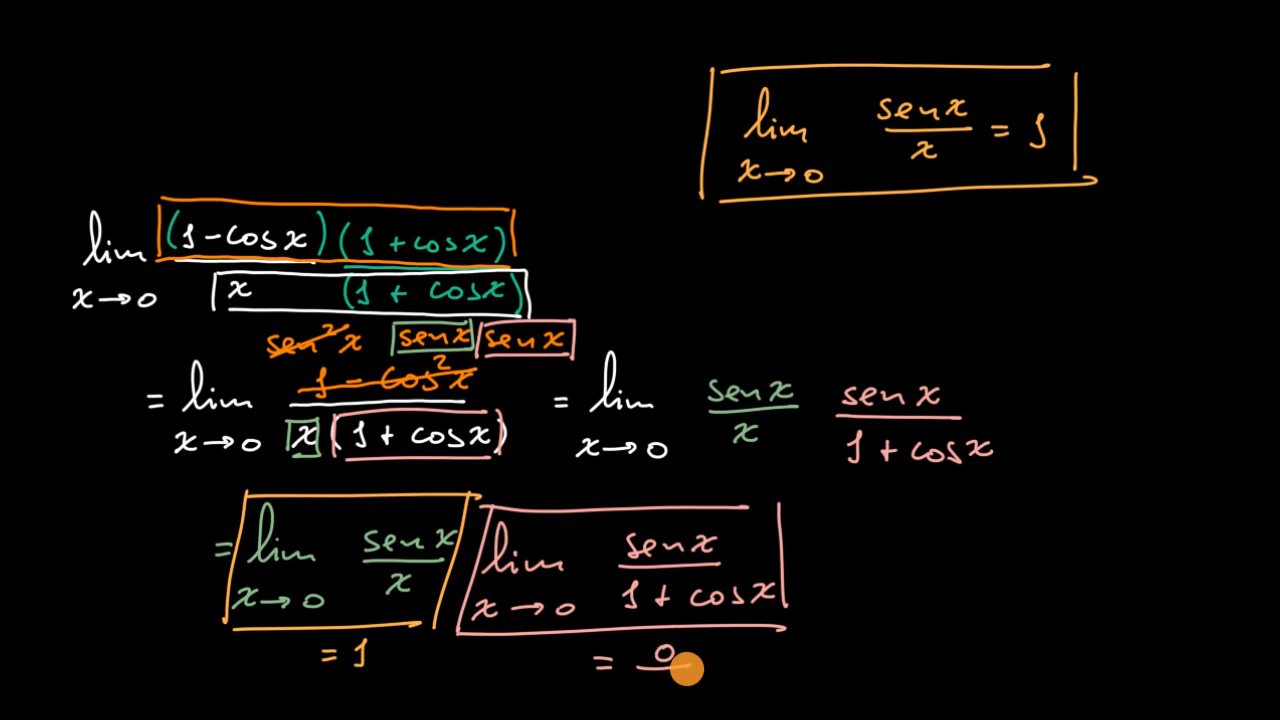 lim x→0 sen x / x = 1
lim x→0 (1 - cos x) (1 + cos x) / x (1 + cos x)
sen² x sen x sen x
= lim x→0 1 - cos² x / x (1 + cos x) = lim x→0 sen x / x sen x / 1 + cos x
= lim x→0 sen x / x lim x→0 sen x / 1 + cos x
= 1 = 0